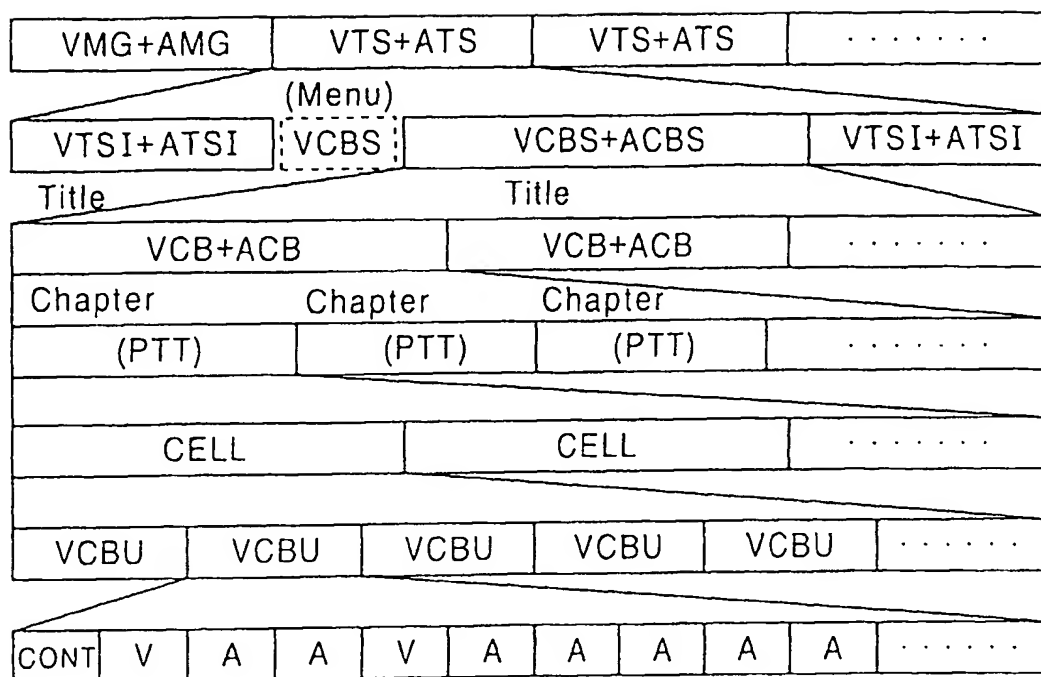 VMG+AMG VTS+ATS VTS+ATS .......
(Menu)
VTSI+ATSI VCBS VCBS+ACBS VTSI+ATSI
Title Title
VCB+ACB VCB+ACB .......
Chapter Chapter Chapter
(PTT) (PTT) (PTT) .......
CELL CELL .......
VCBU VCBU VCBU VCBU VCBU ......
CONT V A A V A A A A A ......